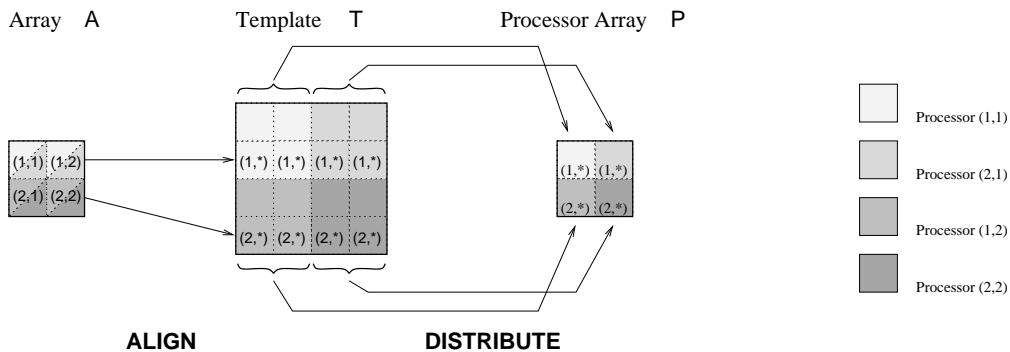 Array A Template T Processor Array P
Processor (1,1)
(1,1) (1,2) (1,*) (1,*) (1,*) (1,*) (1,*) (1,*)
Processor (2,1)
(2,1) (2,2) (2,*) (2,*)
Processor (1,2)
(2,*) (2,*) (2,*) (2,*)
Processor (2,2)
ALIGN DISTRIBUTE